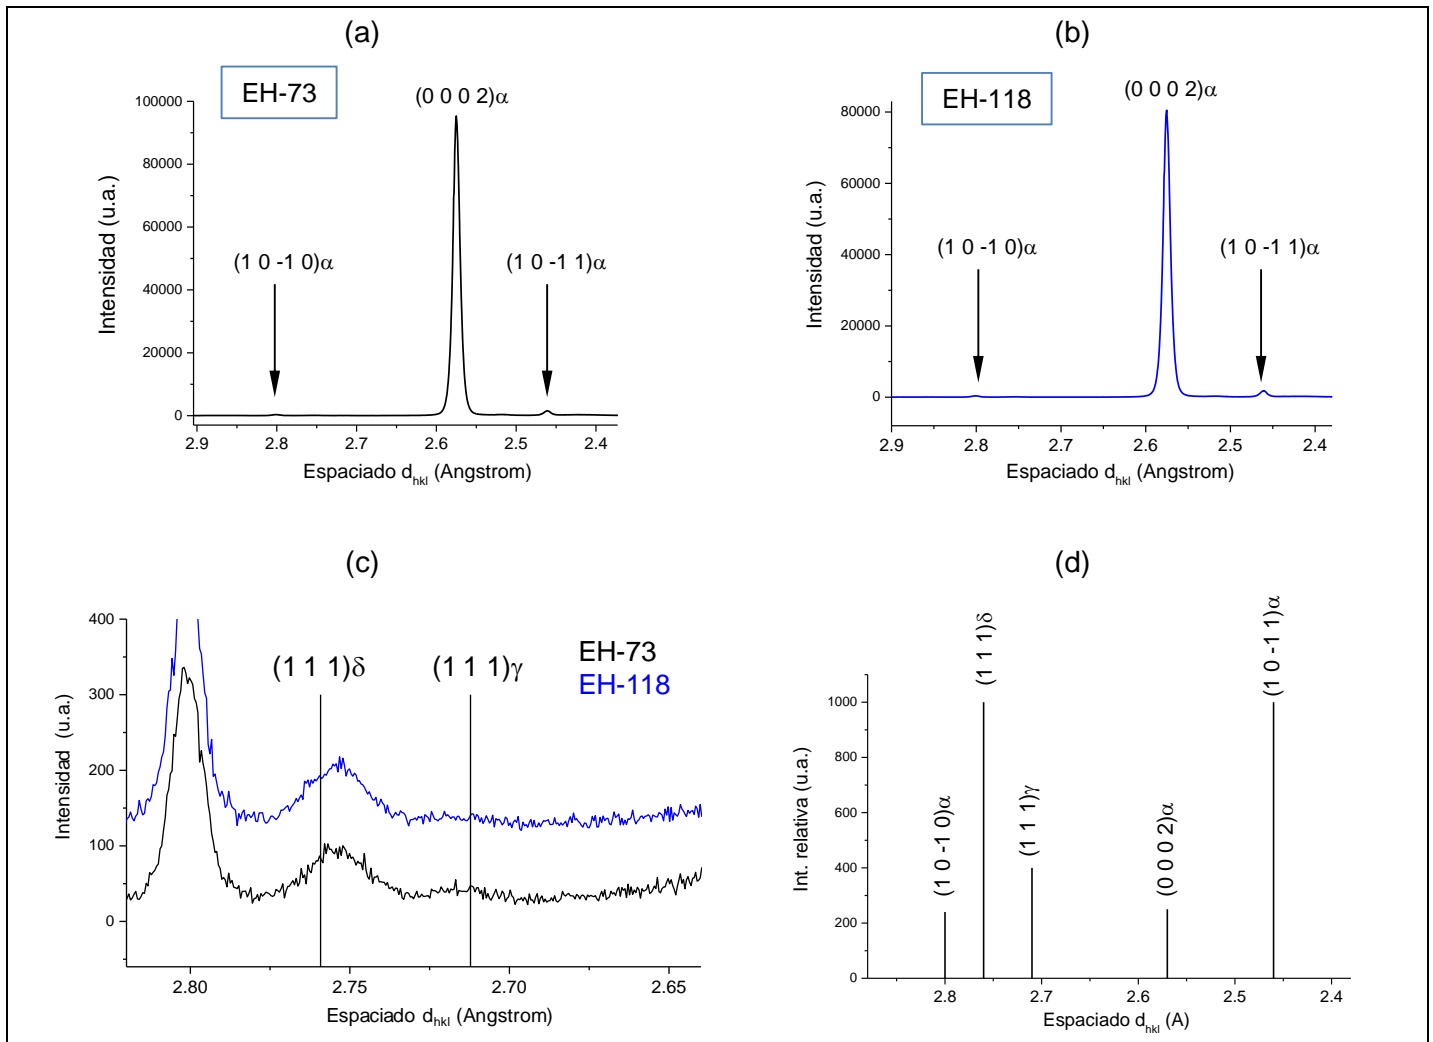 (a)
EH-73
(0 0 0 2)α
(1 0 -1 0)α
(1 0 -1 1)α
Intensidad (u.a.)
100000
80000
60000
40000
20000
0
2.9 2.8 2.7 2.6 2.5 2.4
Espaciado dhkl (Angstrom)
(b)
EH-118
(0 0 0 2)α
(1 0 -1 0)α
(1 0 -1 1)α
Intensidad (u.a.)
80000
60000
40000
20000
0
2.9 2.8 2.7 2.6 2.5 2.4
Espaciado dhkl (Angstrom)
(c)
EH-73
EH-118
(1 1 1)δ
(1 1 1)γ
Intensidad (u.a.)
400
300
200
100
0
2.80 2.75 2.70 2.65
Espaciado dhkl (Angstrom)
(d)
(1 0 -1 0)α
(1 1 1)δ
(1 1 1)γ
(0 0 0 2)α
(1 0 -1 1)α
Int. relativa (u.a.)
1000
800
600
400
200
0
2.8 2.7 2.6 2.5 2.4
Espaciado dhkl (A)